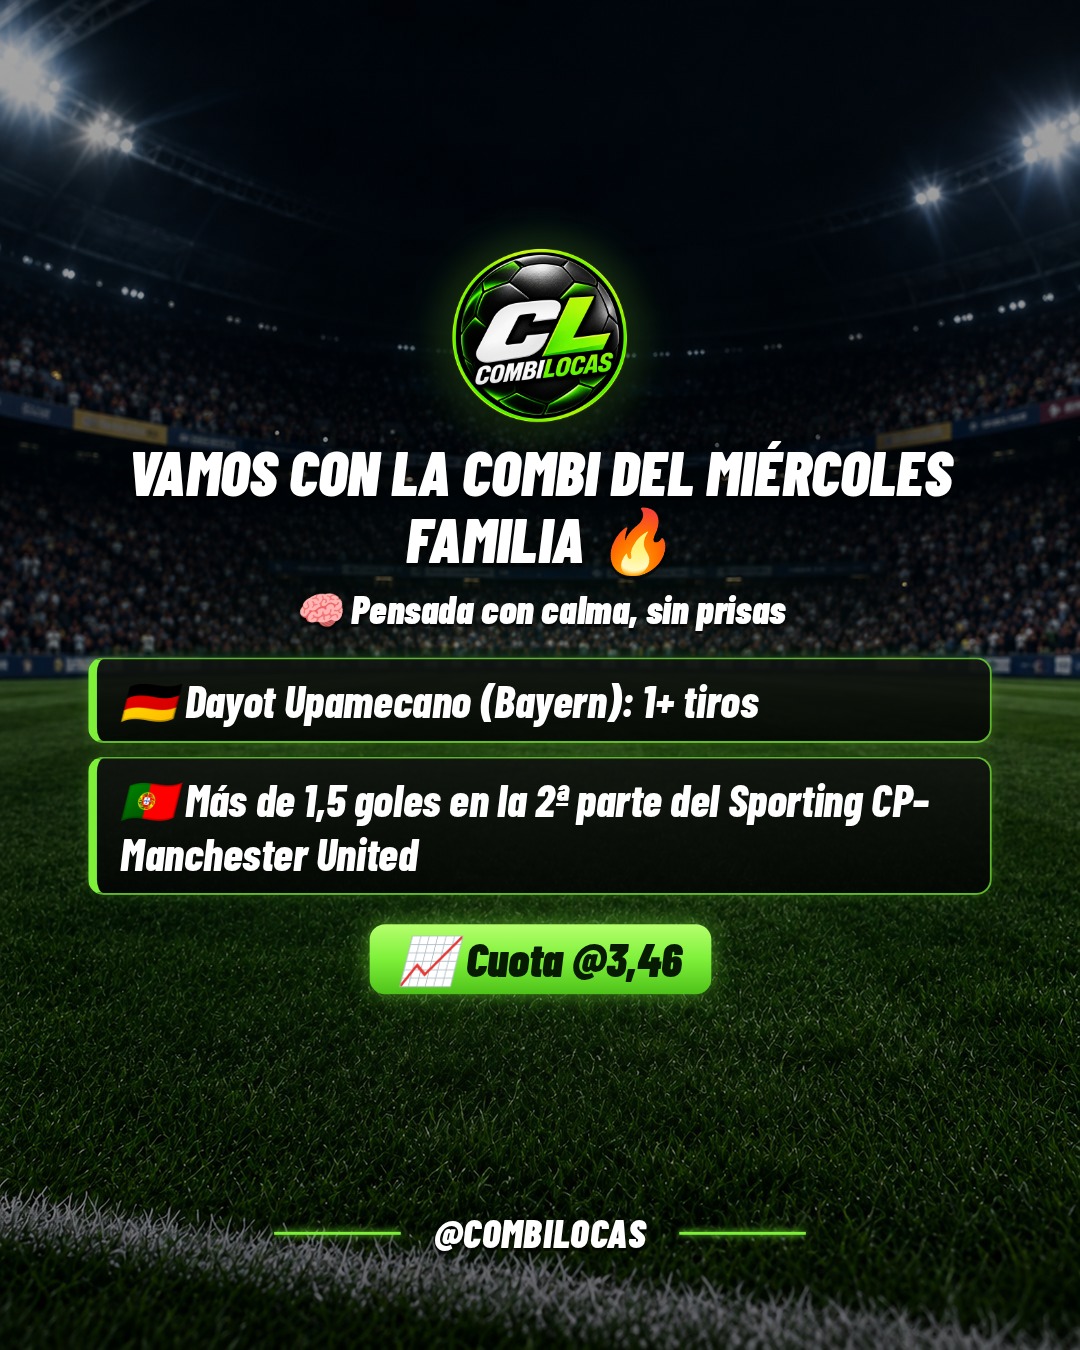 CL
COMBILOCAS
VAMOS CON LA COMBI DEL MIÉRCOLES
FAMILIA 🔥
🧠 Pensada con calma, sin prisas
🇩🇪 Dayot Upamecano (Bayern): 1+ tiros
🇵🇹 Más de 1,5 goles en la 2ª parte del Sporting CP-
Manchester United
📈 Cuota @3,46
@COMBILOCAS